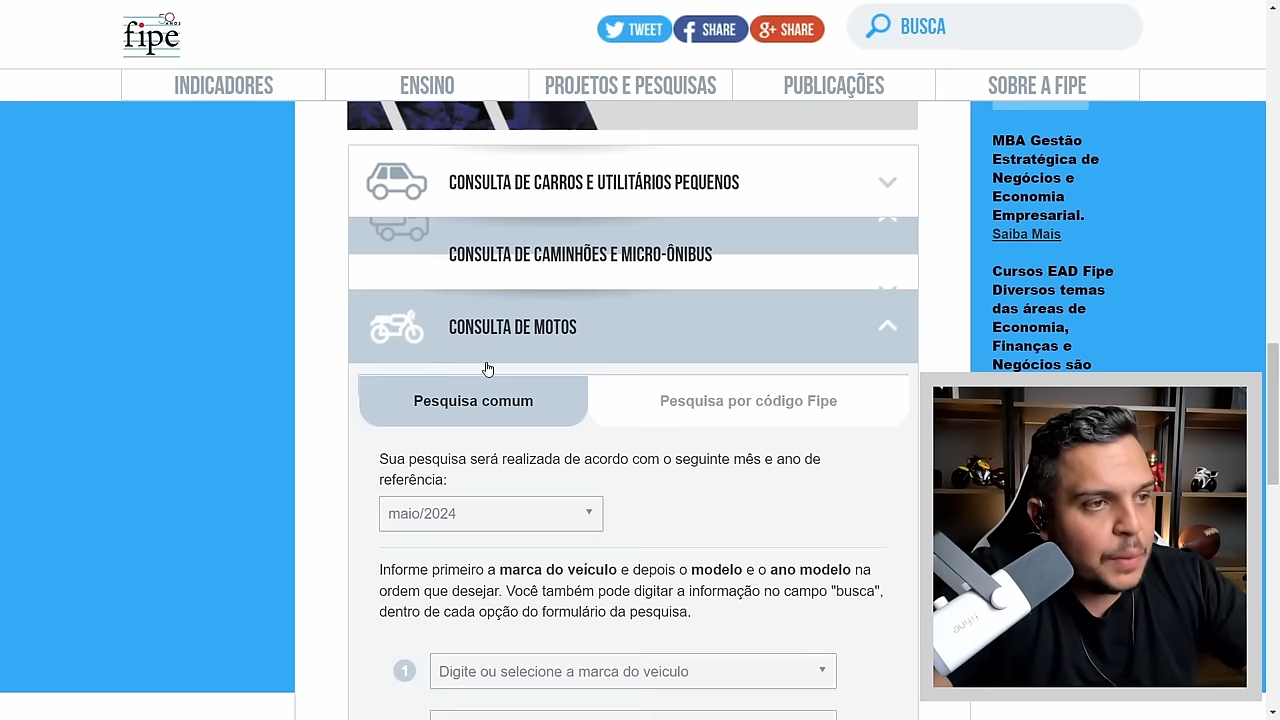 50 ANOS
fipe
TWEET
SHARE
SHARE
BUSCA
INDICADORES
ENSINO
PROJETOS E PESQUISAS
PUBLICAÇÕES
SOBRE A FIPE
CONSULTA DE CARROS E UTILITÁRIOS PEQUENOS
CONSULTA DE CAMINHÕES E MICRO-ÔNIBUS
CONSULTA DE MOTOS
Pesquisa comum
Pesquisa por código Fipe
Sua pesquisa será realizada de acordo com o seguinte mês e ano de
referência:
maio/2024
Informe primeiro a marca do veículo e depois o modelo e o ano modelo na
ordem que desejar. Você também pode digitar a informação no campo "busca",
dentro de cada opção do formulário da pesquisa.
1
Digite ou selecione a marca do veiculo
MBA Gestão
Estratégica de
Negócios e
Economia
Empresarial.
Saiba Mais
Cursos EAD Fipe
Diversos temas
das áreas de
Economia,
Finanças e
Negócios são
fifine